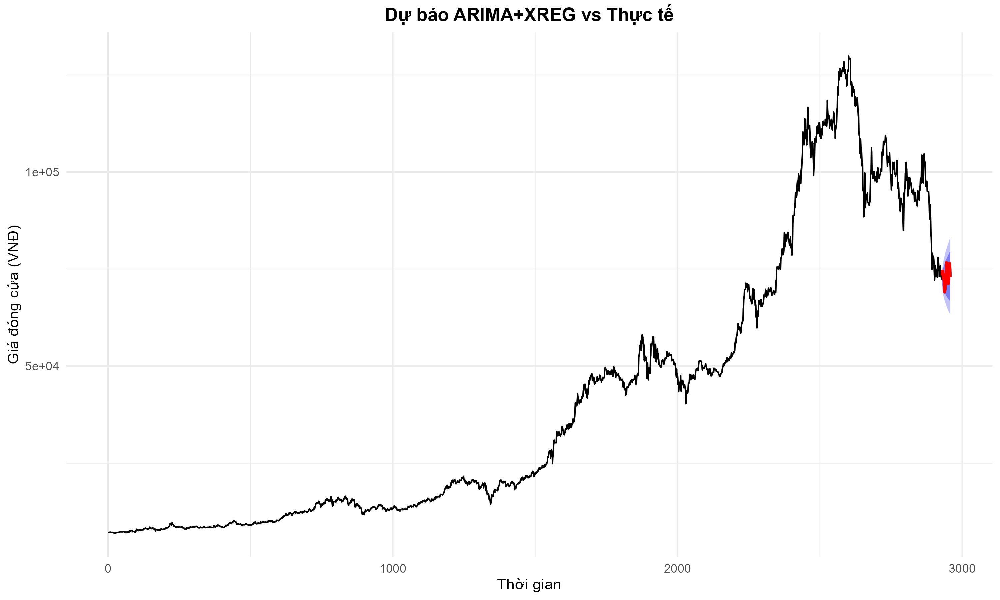 Dự báo ARIMA+XREG vs Thực tế
Giá đóng cửa (VNĐ)
1e+05
5e+04
0
1000
2000
3000
Thời gian